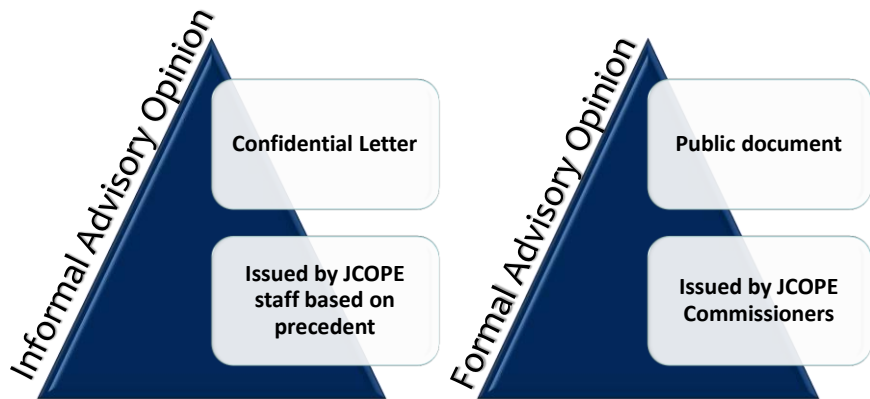 Informal Advisory Opinion
Confidential Letter
Issued by JCOPE
staff based on
precedent
Formal Advisory Opinion
Public document
Issued by JCOPE
Commissioners